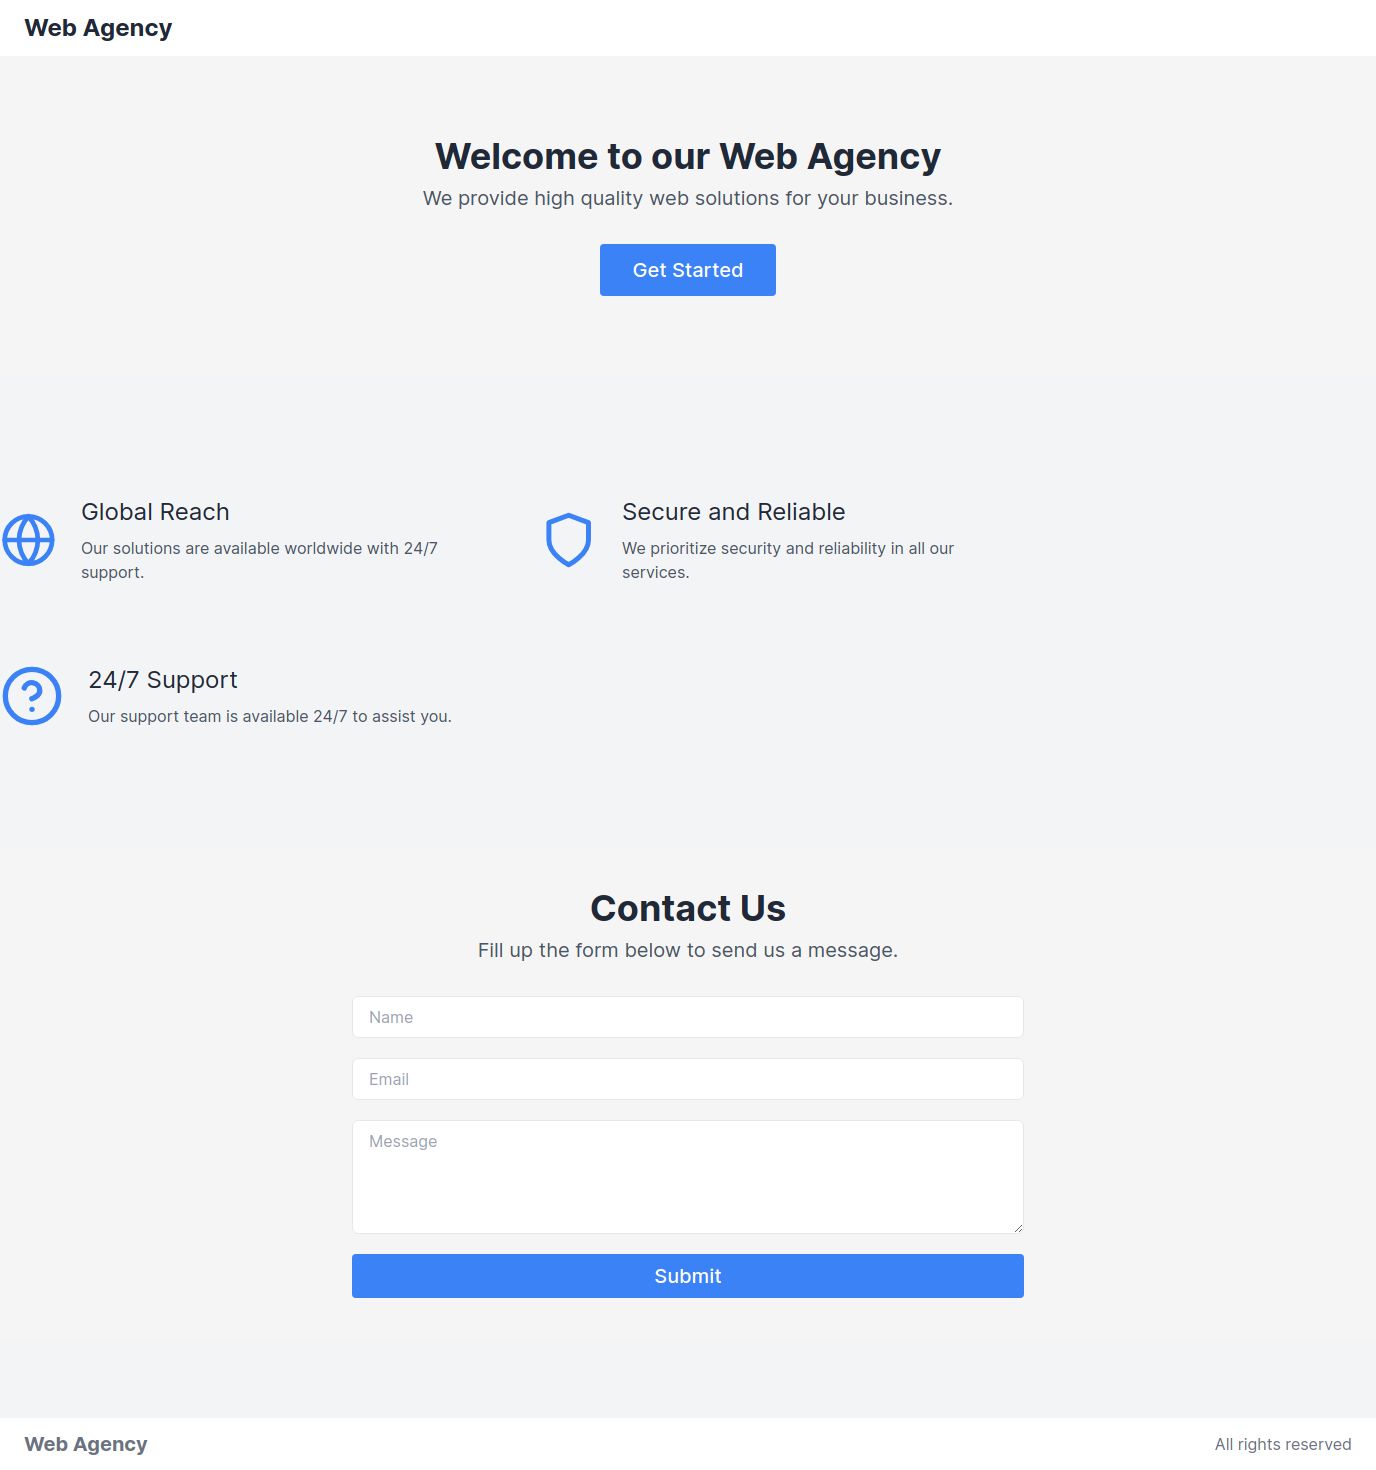 Web Agency
Welcome to our Web Agency
We provide high quality web solutions for your business.
Get Started
Global Reach
Our solutions are available worldwide with 24/7
support.
Secure and Reliable
We prioritize security and reliability in all our
services.
24/7 Support
Our support team is available 24/7 to assist you.
Contact Us
Fill up the form below to send us a message.
Name
Email
Message
Submit
Web Agency
All rights reserved